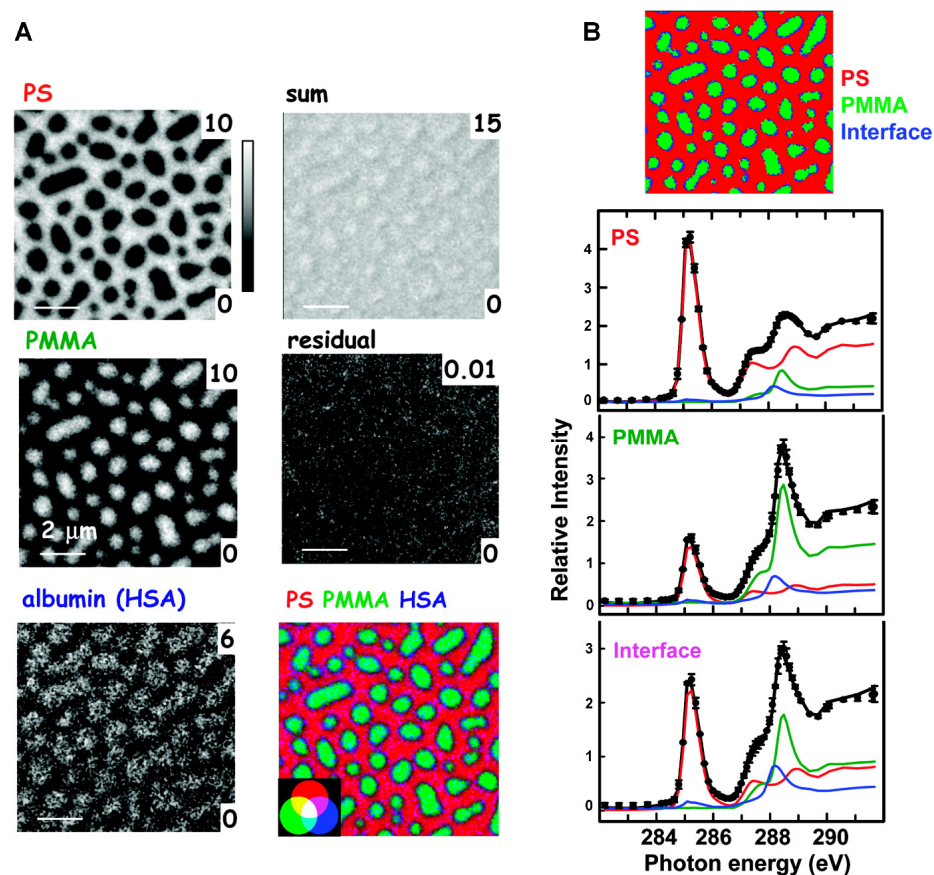 A
PS
10
0
sum
15
0
PMMA
10
2 μm
0
residual
0.01
0
albumin (HSA)
6
0
PS PMMA HSA
B
PS
PMMA
Interface
Relative Intensity
PS
4
3
2
1
0
PMMA
4
3
2
1
0
Interface
3
2
1
0
284 286 288 290
Photon energy (eV)